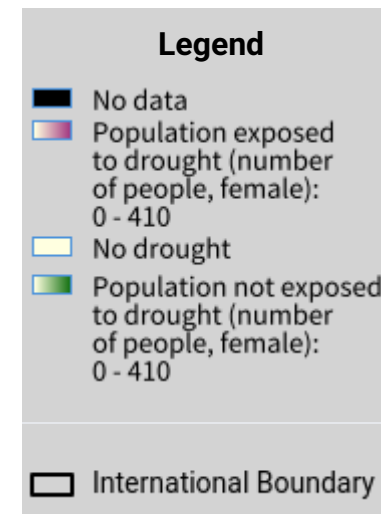 Legend
No data
Population exposed
to drought (number
of people, female):
0 - 410
No drought
Population not exposed
to drought (number
of people, female):
0 - 410
International Boundary